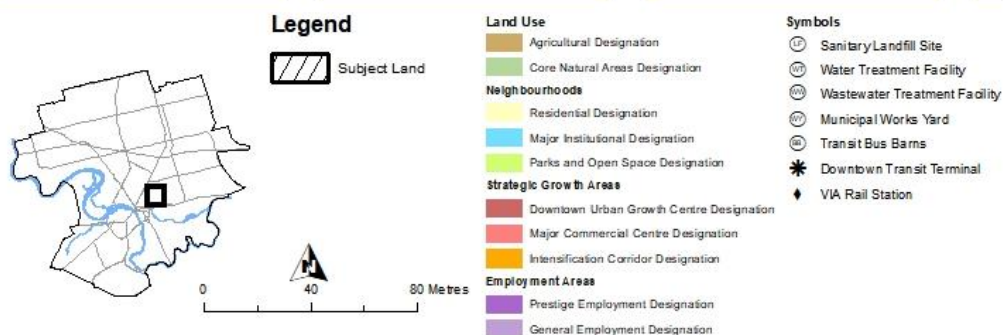 Legend
Subject Land
N
0 40 80 Metres
Land Use
Agricultural Designation
Core Natural Areas Designation
Neighbourhoods
Residential Designation
Major Institutional Designation
Parks and Open Space Designation
Strategic Growth Areas
Downtown Urban Growth Centre Designation
Major Commercial Centre Designation
Intensification Corridor Designation
Employment Areas
Prestige Employment Designation
General Employment Designation
Symbols
LF Sanitary Landfill Site
WT Water Treatment Facility
WW Wastewater Treatment Facility
WY Municipal Works Yard
BB Transit Bus Barns
Downtown Transit Terminal
VIA Rail Station